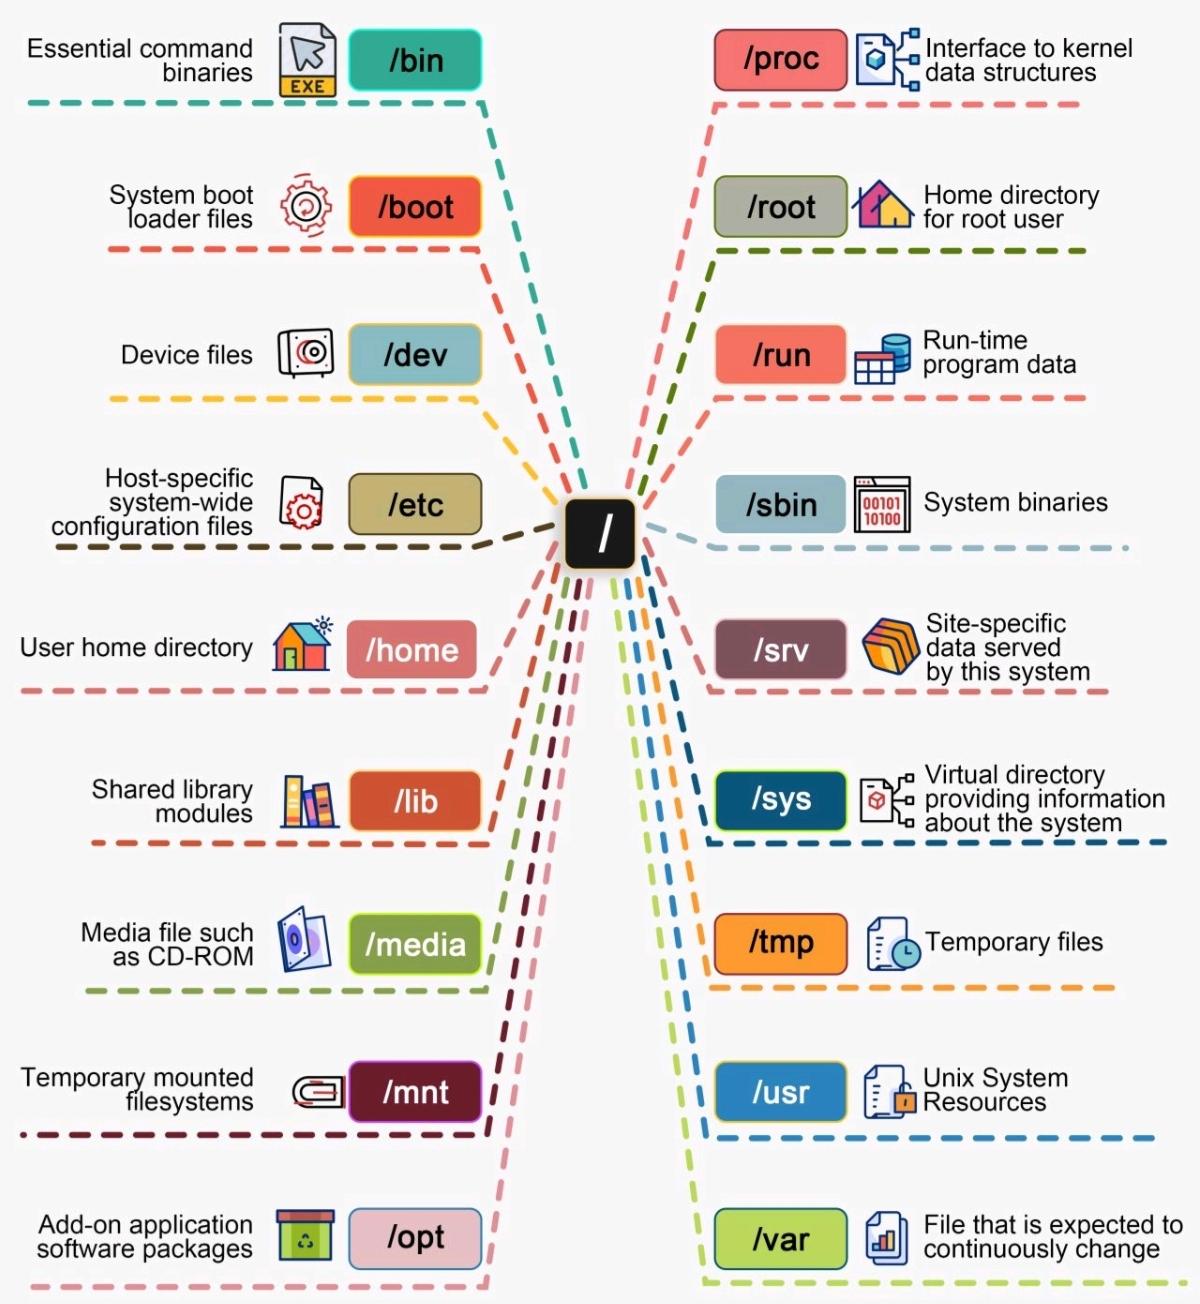 Essential command
binaries
EXE
/bin
System boot
loader files
/boot
Device files
/dev
Host-specific
system-wide
configuration files
/etc
User home directory
/home
Shared library
modules
/lib
Media file such
as CD-ROM
/media
Temporary mounted
filesystems
/mnt
Add-on application
software packages
/opt
/
/proc
Interface to kernel
data structures
/root
Home directory
for root user
/run
Run-time
program data
/sbin
00101
10100
System binaries
/srv
Site-specific
data served
by this system
/sys
Virtual directory
providing information
about the system
/tmp
Temporary files
/usr
Unix System
Resources
/var
File that is expected to
continuously change